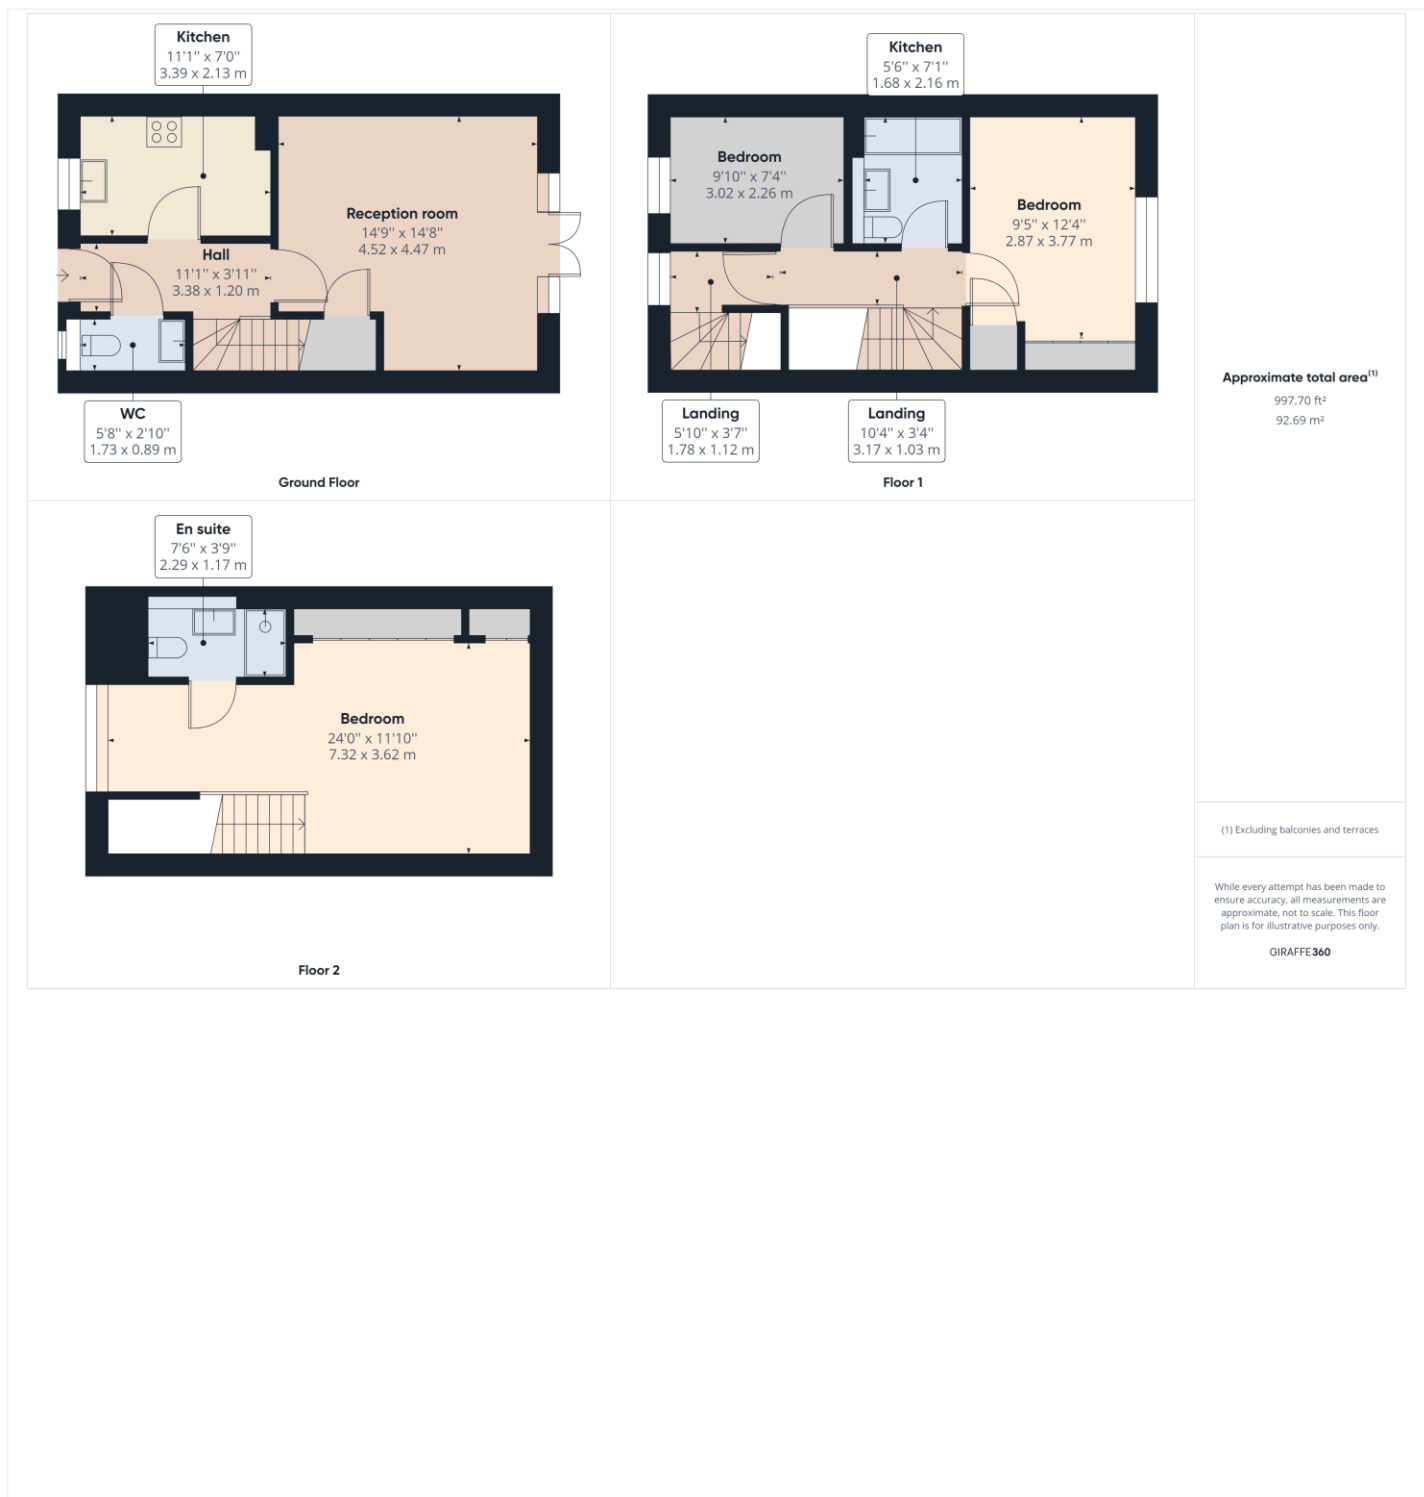 Kitchen
11'1" x 7'0"
3.39 x 2.13 m
Reception room
14'9" x 14'8"
4.52 x 4.47 m
Hall
11'1" x 3'11"
3.38 x 1.20 m
WC
5'8" x 2'10"
1.73 x 0.89 m
Ground Floor
Kitchen
5'6" x 7'1"
1.68 x 2.16 m
Bedroom
9'10" x 7'4"
3.02 x 2.26 m
Bedroom
9'5" x 12'4"
2.87 x 3.77 m
Landing
5'10" x 3'7"
1.78 x 1.12 m
Landing
10'4" x 3'4"
3.17 x 1.03 m
Floor 1
En suite
7'6" x 3'9"
2.29 x 1.17 m
Bedroom
24'0" x 11'10"
7.32 x 3.62 m
Floor 2
Approximate total area(1)
997.70 ft²
92.69 m²
(1) Excluding balconies and terraces
While every attempt has been made to
ensure accuracy, all measurements are
approximate, not to scale. This floor
plan is for illustrative purposes only.
GIRAFFE360